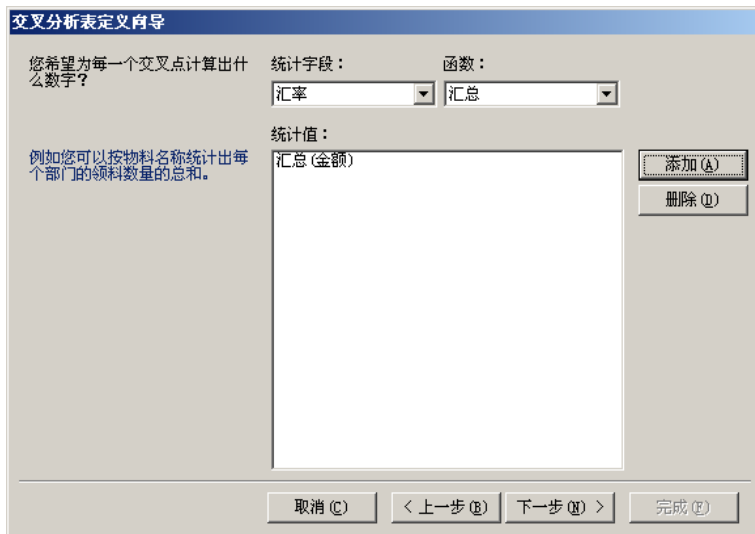 交叉分析表定义向导
您希望为每一个交叉点计算出什
么数字?
统计字段:
函数:
汇率
汇总
统计值:
例如您可以按物料名称统计出每
个部门的领料数量的总和。
汇总(金额)
添加(A)
删除(D)
取消(C)
< 上一步(B)
下一步(N) >
完成(F)